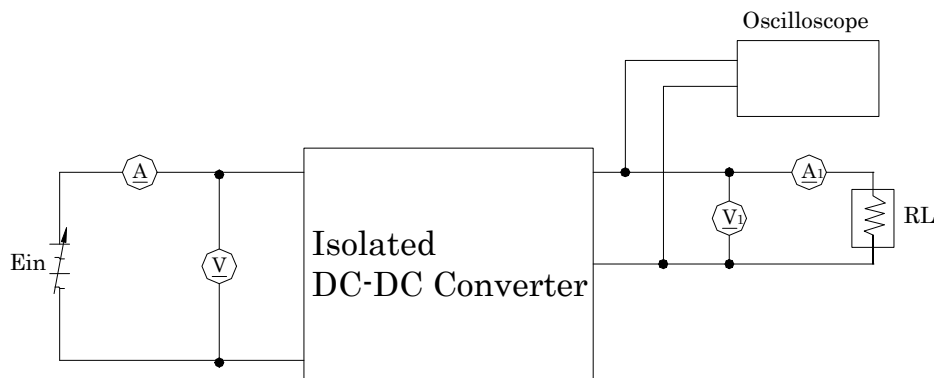 Oscilloscope
A
A1
V1
RL
Ein
V
Isolated
DC-DC Converter